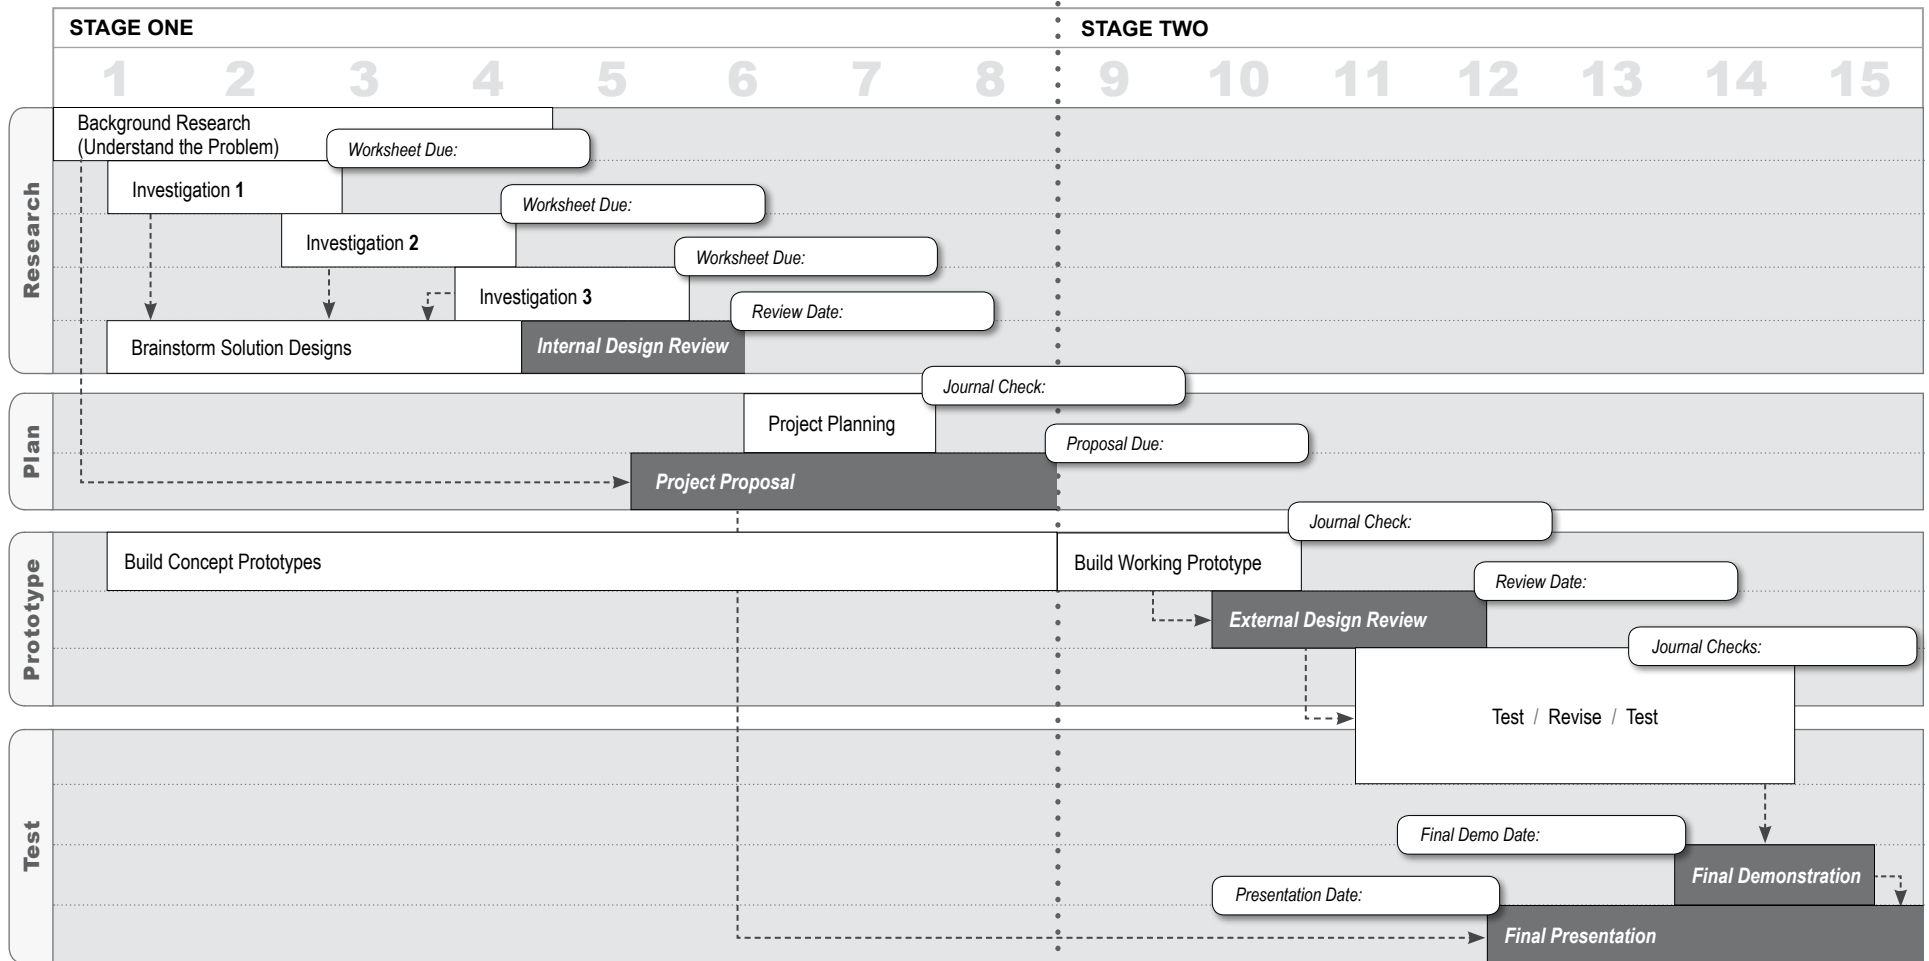 STAGE ONE
STAGE TWO
1 2 3 4 5 6 7 8 9 10 11 12 13 14 15
Research
Background Research
(Understand the Problem)
Worksheet Due:
Investigation 1
Worksheet Due:
Investigation 2
Worksheet Due:
Investigation 3
Review Date:
Brainstorm Solution Designs
Internal Design Review
Plan
Journal Check:
Project Planning
Proposal Due:
Project Proposal
Prototype
Journal Check:
Build Concept Prototypes
Build Working Prototype
Review Date:
External Design Review
Journal Checks:
Test / Revise / Test
Test
Final Demo Date:
Final Demonstration
Presentation Date:
Final Presentation